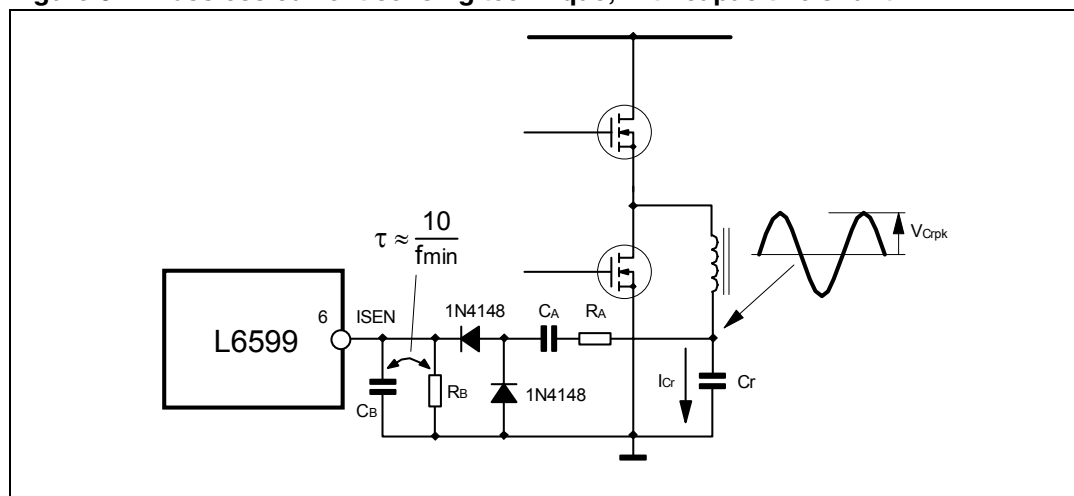 VCrpk
τ ≈ 10
fmin
L6599
6
ISEN
1N4148
CA
RA
CB
RB
1N4148
ICr
Cr